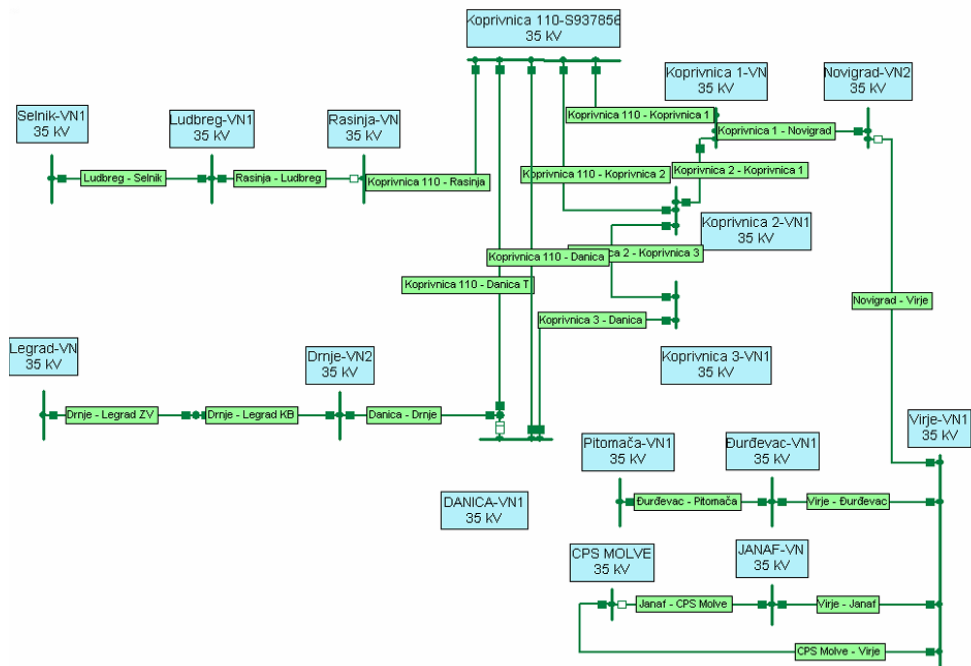 Koprivnica 110-S937856
35 kV
Koprivnica 1-VN
35 kV
Novigrad-VN2
35 kV
Selnik-VN1
35 kV
Ludbreg-VN1
35 kV
Rasinja-VN
35 kV
Koprivnica 110 - Koprivnica 1
Koprivnica 1 - Novigrad
Ludbreg - Selnik
Rasinja - Ludbreg
Koprivnica 110 - Rasinja
Koprivnica 110 - Koprivnica 2
Koprivnica 2 - Koprivnica 1
Koprivnica 2-VN1
35 kV
Koprivnica 110 - Danica
ca 2 - Koprivnica 3
Koprivnica 110 - Danica T
Novigrad - Virje
Koprivnica 3 - Danica
Legrad-VN
35 kV
Drnje-VN2
35 kV
Koprivnica 3-VN1
35 kV
Drnje - Legrad ZV
Drnje - Legrad KB
Danica - Drnje
Virje-VN1
35 kV
Pitomača-VN1
35 kV
Đurđevac-VN1
35 kV
DANICA-VN1
35 kV
Đurđevac - Pitomača
Virje - Đurđevac
CPS MOLVE
35 kV
JANAF-VN
35 kV
Janaf - CPS Molve
Virje - Janaf
CPS Molve - Virje